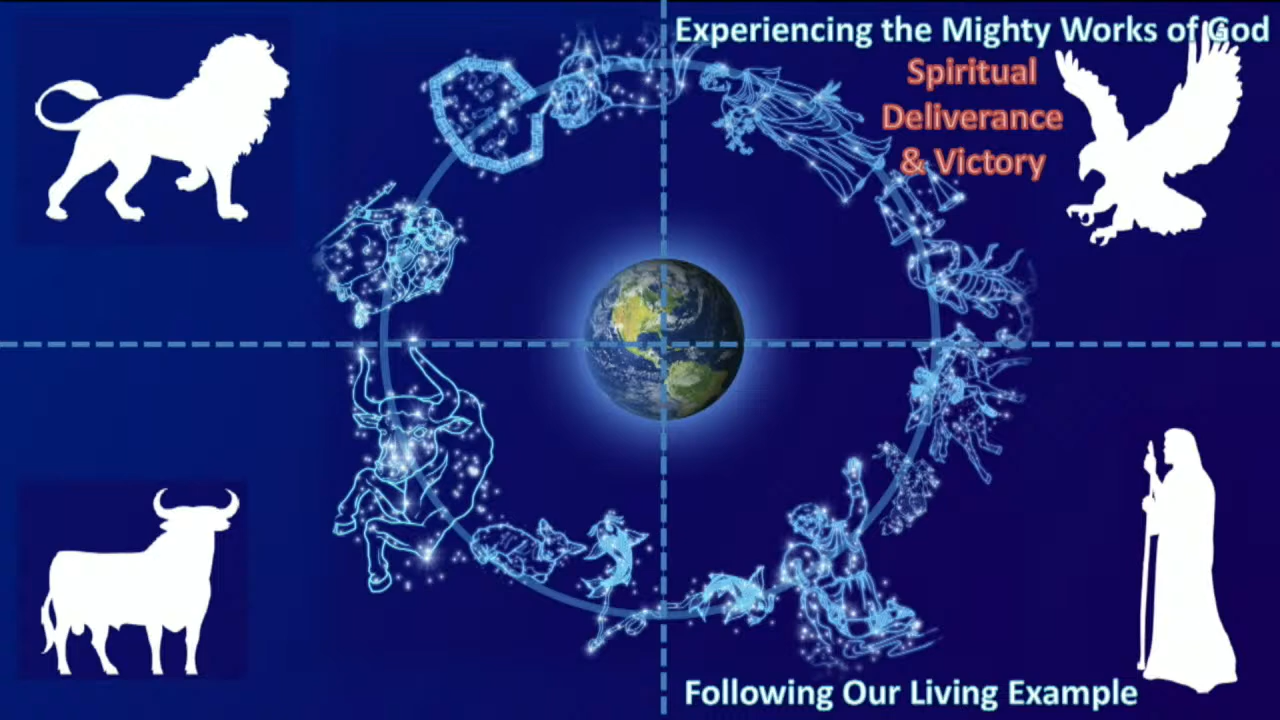 Experiencing the Mighty Works of God
Spiritual
Deliverance
& Victory
Following Our Living Example